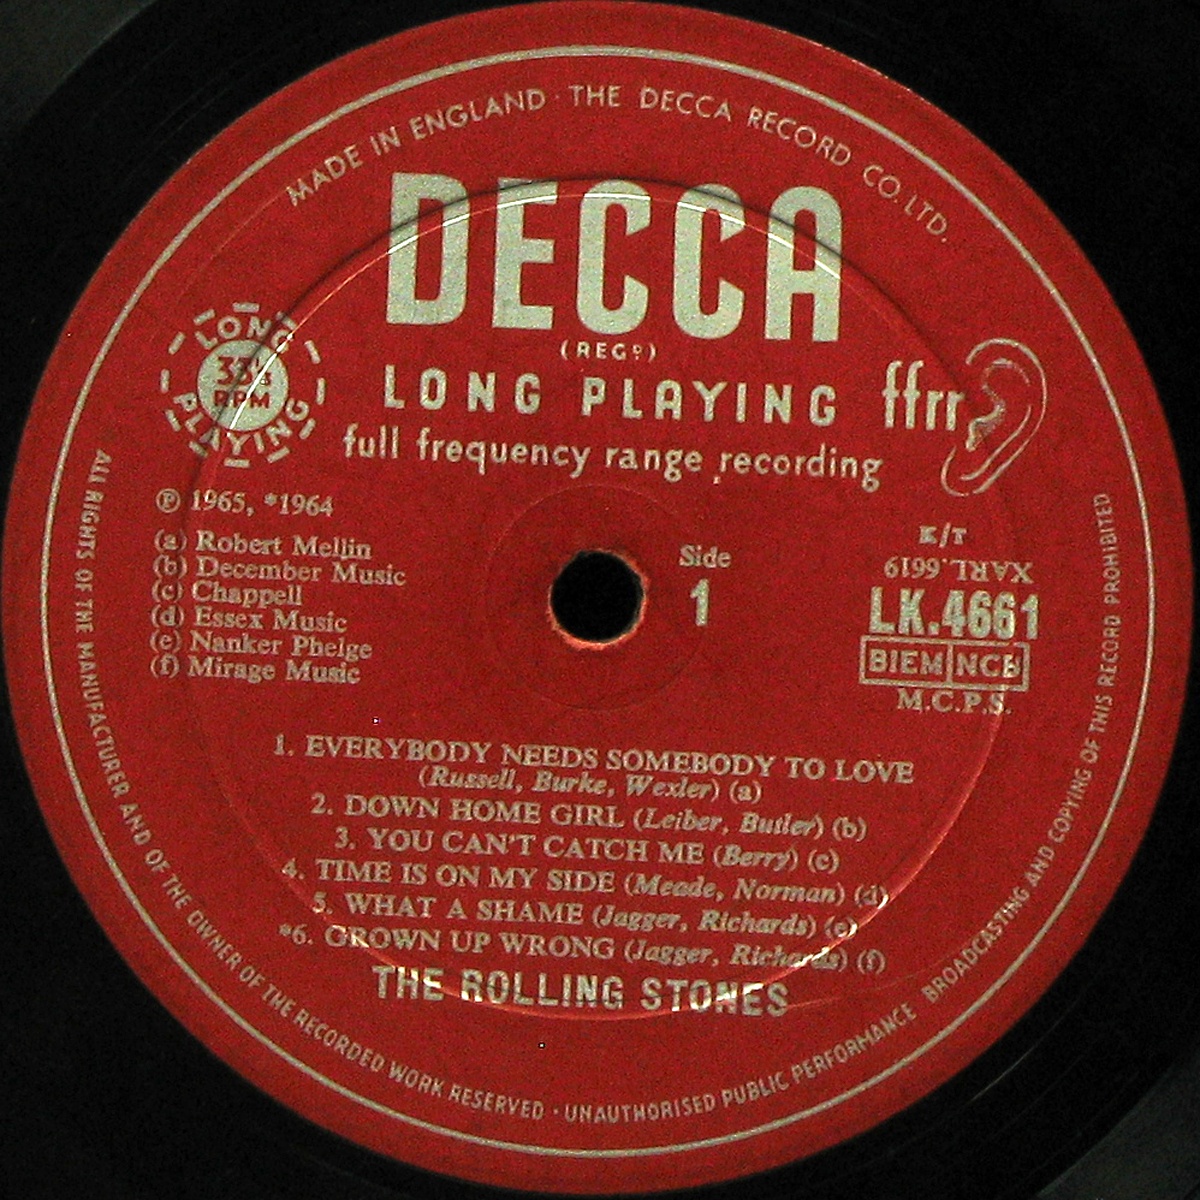 MADE IN ENGLAND · THE DECCA RECORD CO. LTD.
DECCA
(REGD)
LONG PLAYING
33⅓
RPM
LONG PLAYING
ffrr
full frequency range recording
Ⓟ 1965, *1964
(a) Robert Mellin
(b) December Music
(c) Chappell
(d) Essex Music
(e) Nanker Phelge
(f) Mirage Music
Side
1
K/T
XARL.6619
LK.4661
BIEM NCB
M.C.P.S.
1. EVERYBODY NEEDS SOMEBODY TO LOVE
(Russell, Burke, Wexler) (a)
2. DOWN HOME GIRL (Leiber, Butler) (b)
3. YOU CAN'T CATCH ME (Berry) (c)
4. TIME IS ON MY SIDE (Meade, Norman) (d)
5. WHAT A SHAME (Jagger, Richards) (e)
*6. GROWN UP WRONG (Jagger, Richards) (f)
THE ROLLING STONES
ALL RIGHTS OF THE MANUFACTURER AND OF THE OWNER OF THE RECORDED WORK RESERVED · UNAUTHORISED PUBLIC PERFORMANCE BROADCASTING AND COPYING OF THIS RECORD PROHIBITED